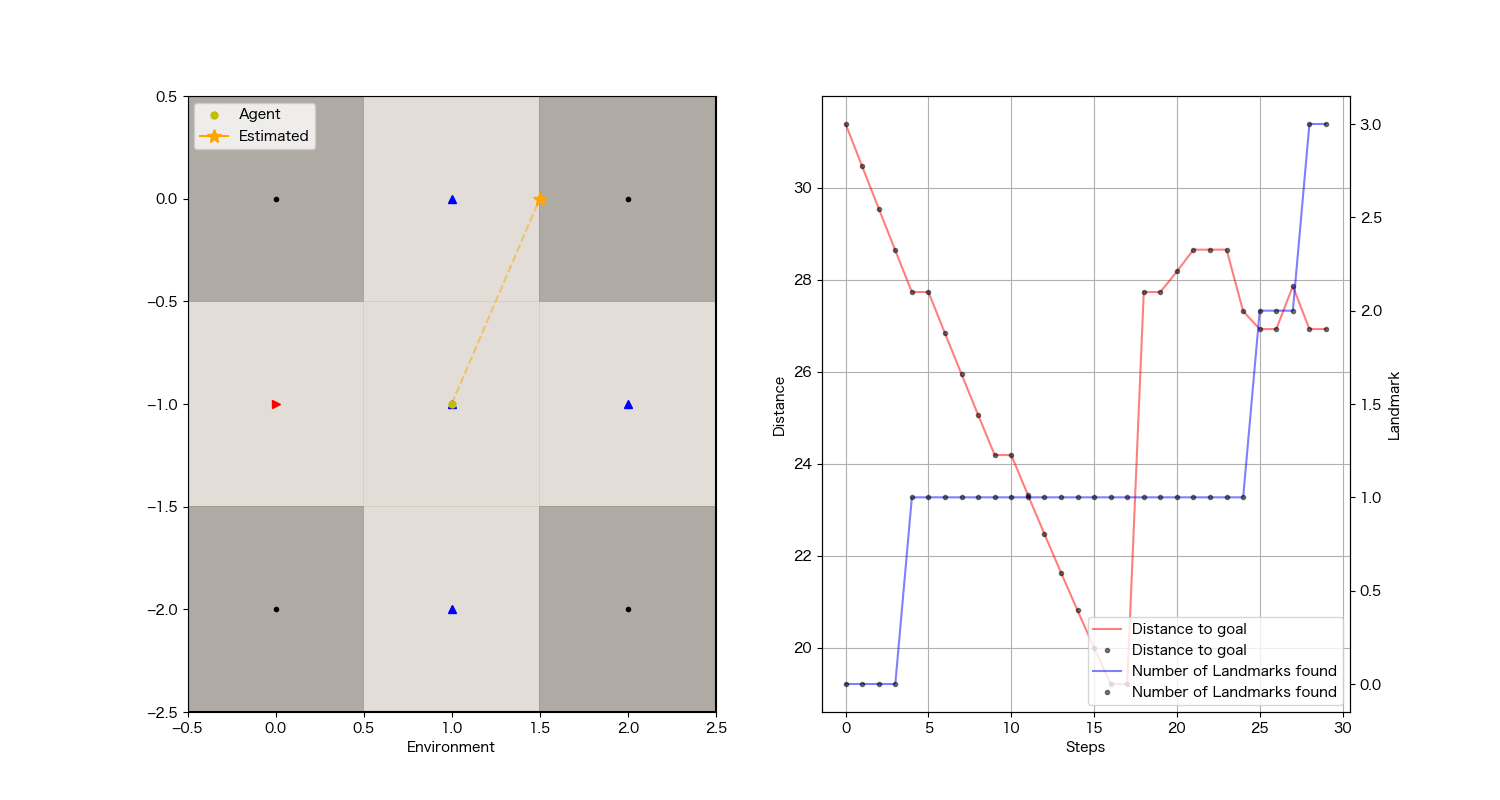 Agent
Estimated
0.5
0.0
−0.5
−1.0
−1.5
−2.0
−2.5
−0.5 0.0 0.5 1.0 1.5 2.0 2.5
Environment
Distance
30
28
26
24
22
20
0 5 10 15 20 25 30
Steps
Distance to goal
Distance to goal
Number of Landmarks found
Number of Landmarks found
3.0
2.5
2.0
1.5
1.0
0.5
0.0
Landmark